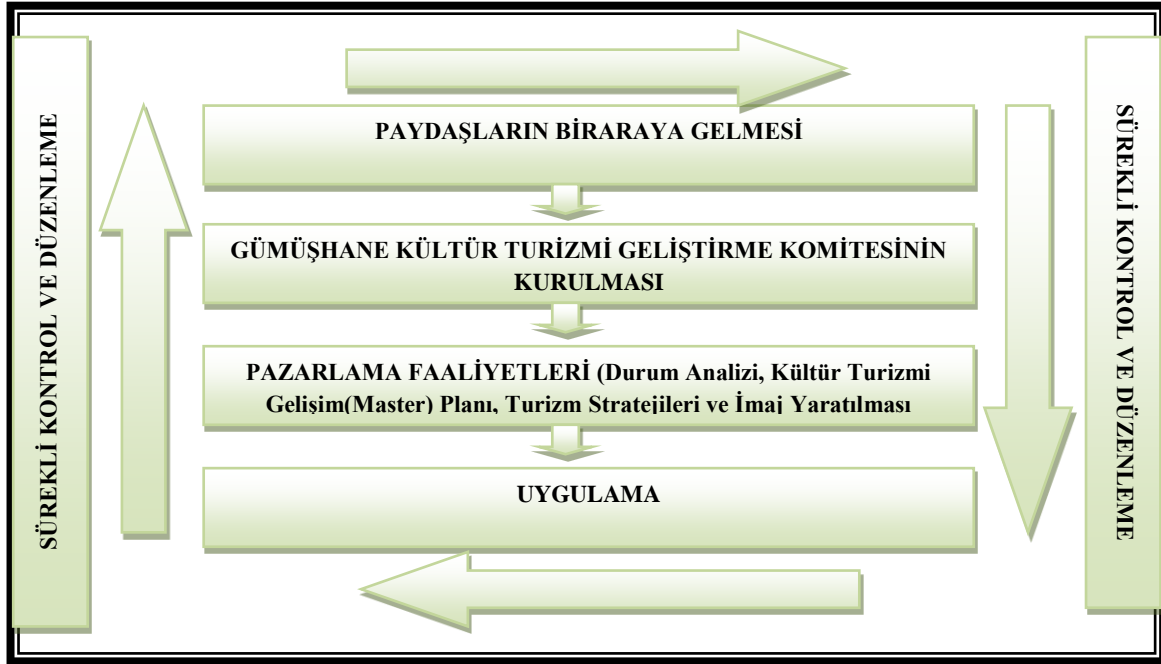 SÜREKLİ KONTROL VE DÜZENLEME
PAYDAŞLARIN BİRARAYA GELMESİ
GÜMÜŞHANE KÜLTÜR TURİZMİ GELİŞTİRME KOMİTESİNİN
KURULMASI
PAZARLAMA FAALİYETLERİ (Durum Analizi, Kültür Turizmi
Gelişim(Master) Planı, Turizm Stratejileri ve İmaj Yaratılması
UYGULAMA
SÜREKLİ KONTROL VE DÜZENLEME